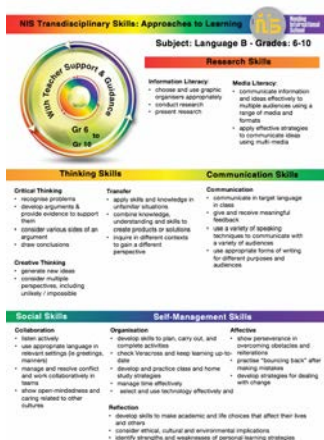 NIS Transdisciplinary Skills: Approaches to Learning
nis
Nanjing
International
School
Subject: Language B - Grades: 6-10
With Teacher Support & Guidance
Gr 6
to
Gr 10
Research Skills
Information Literacy:
• choose and use graphic
organisers appropriately
• conduct research
• present research
Media Literacy:
• communicate information
and ideas effectively to
multiple audiences using a
range of media and
formats
• apply effective strategies
to communicate ideas
using multi-media
Thinking Skills
Critical Thinking
• recognise problems
• develop arguments &
provide evidence to support
them
• consider various sides of an
argument
• draw conclusions
Creative Thinking
• generate new ideas
• consider multiple
perspectives, including
unlikely / impossible
Transfer
• apply skills and knowledge in
unfamiliar situations
• combine knowledge,
understanding and skills to
create products or solutions
• inquire in different contexts
to gain a different
perspective
Communication Skills
Communication
• communicate in target language
in class
• give and receive meaningful
feedback
• use a variety of speaking
techniques to communicate with
a variety of audiences
• use appropriate forms of writing
for different purposes and
audiences
Social Skills
Collaboration
• listen actively
• use appropriate language in
relevant settings (ie greetings,
manners)
• manage and resolve conflict
and work collaboratively in
teams
• show open-mindedness and
caring related to other
cultures
Self-Management Skills
Organisation
• develop skills to plan, carry out, and
complete activities
• check Veracross and keep learning up-to-
date
• develop and practice class and home
study strategies
• manage time effectively
• select and use technology effectively and
Affective
• show perseverance in
overcoming obstacles and
reiterations
• practise "bouncing back" after
making mistakes
• develop strategies for dealing
with change
Reflection
• develop skills to make academic and life choices that affect their lives
and others
• consider ethical, cultural and environmental implications
• identify strengths and weaknesses of personal learning strategies